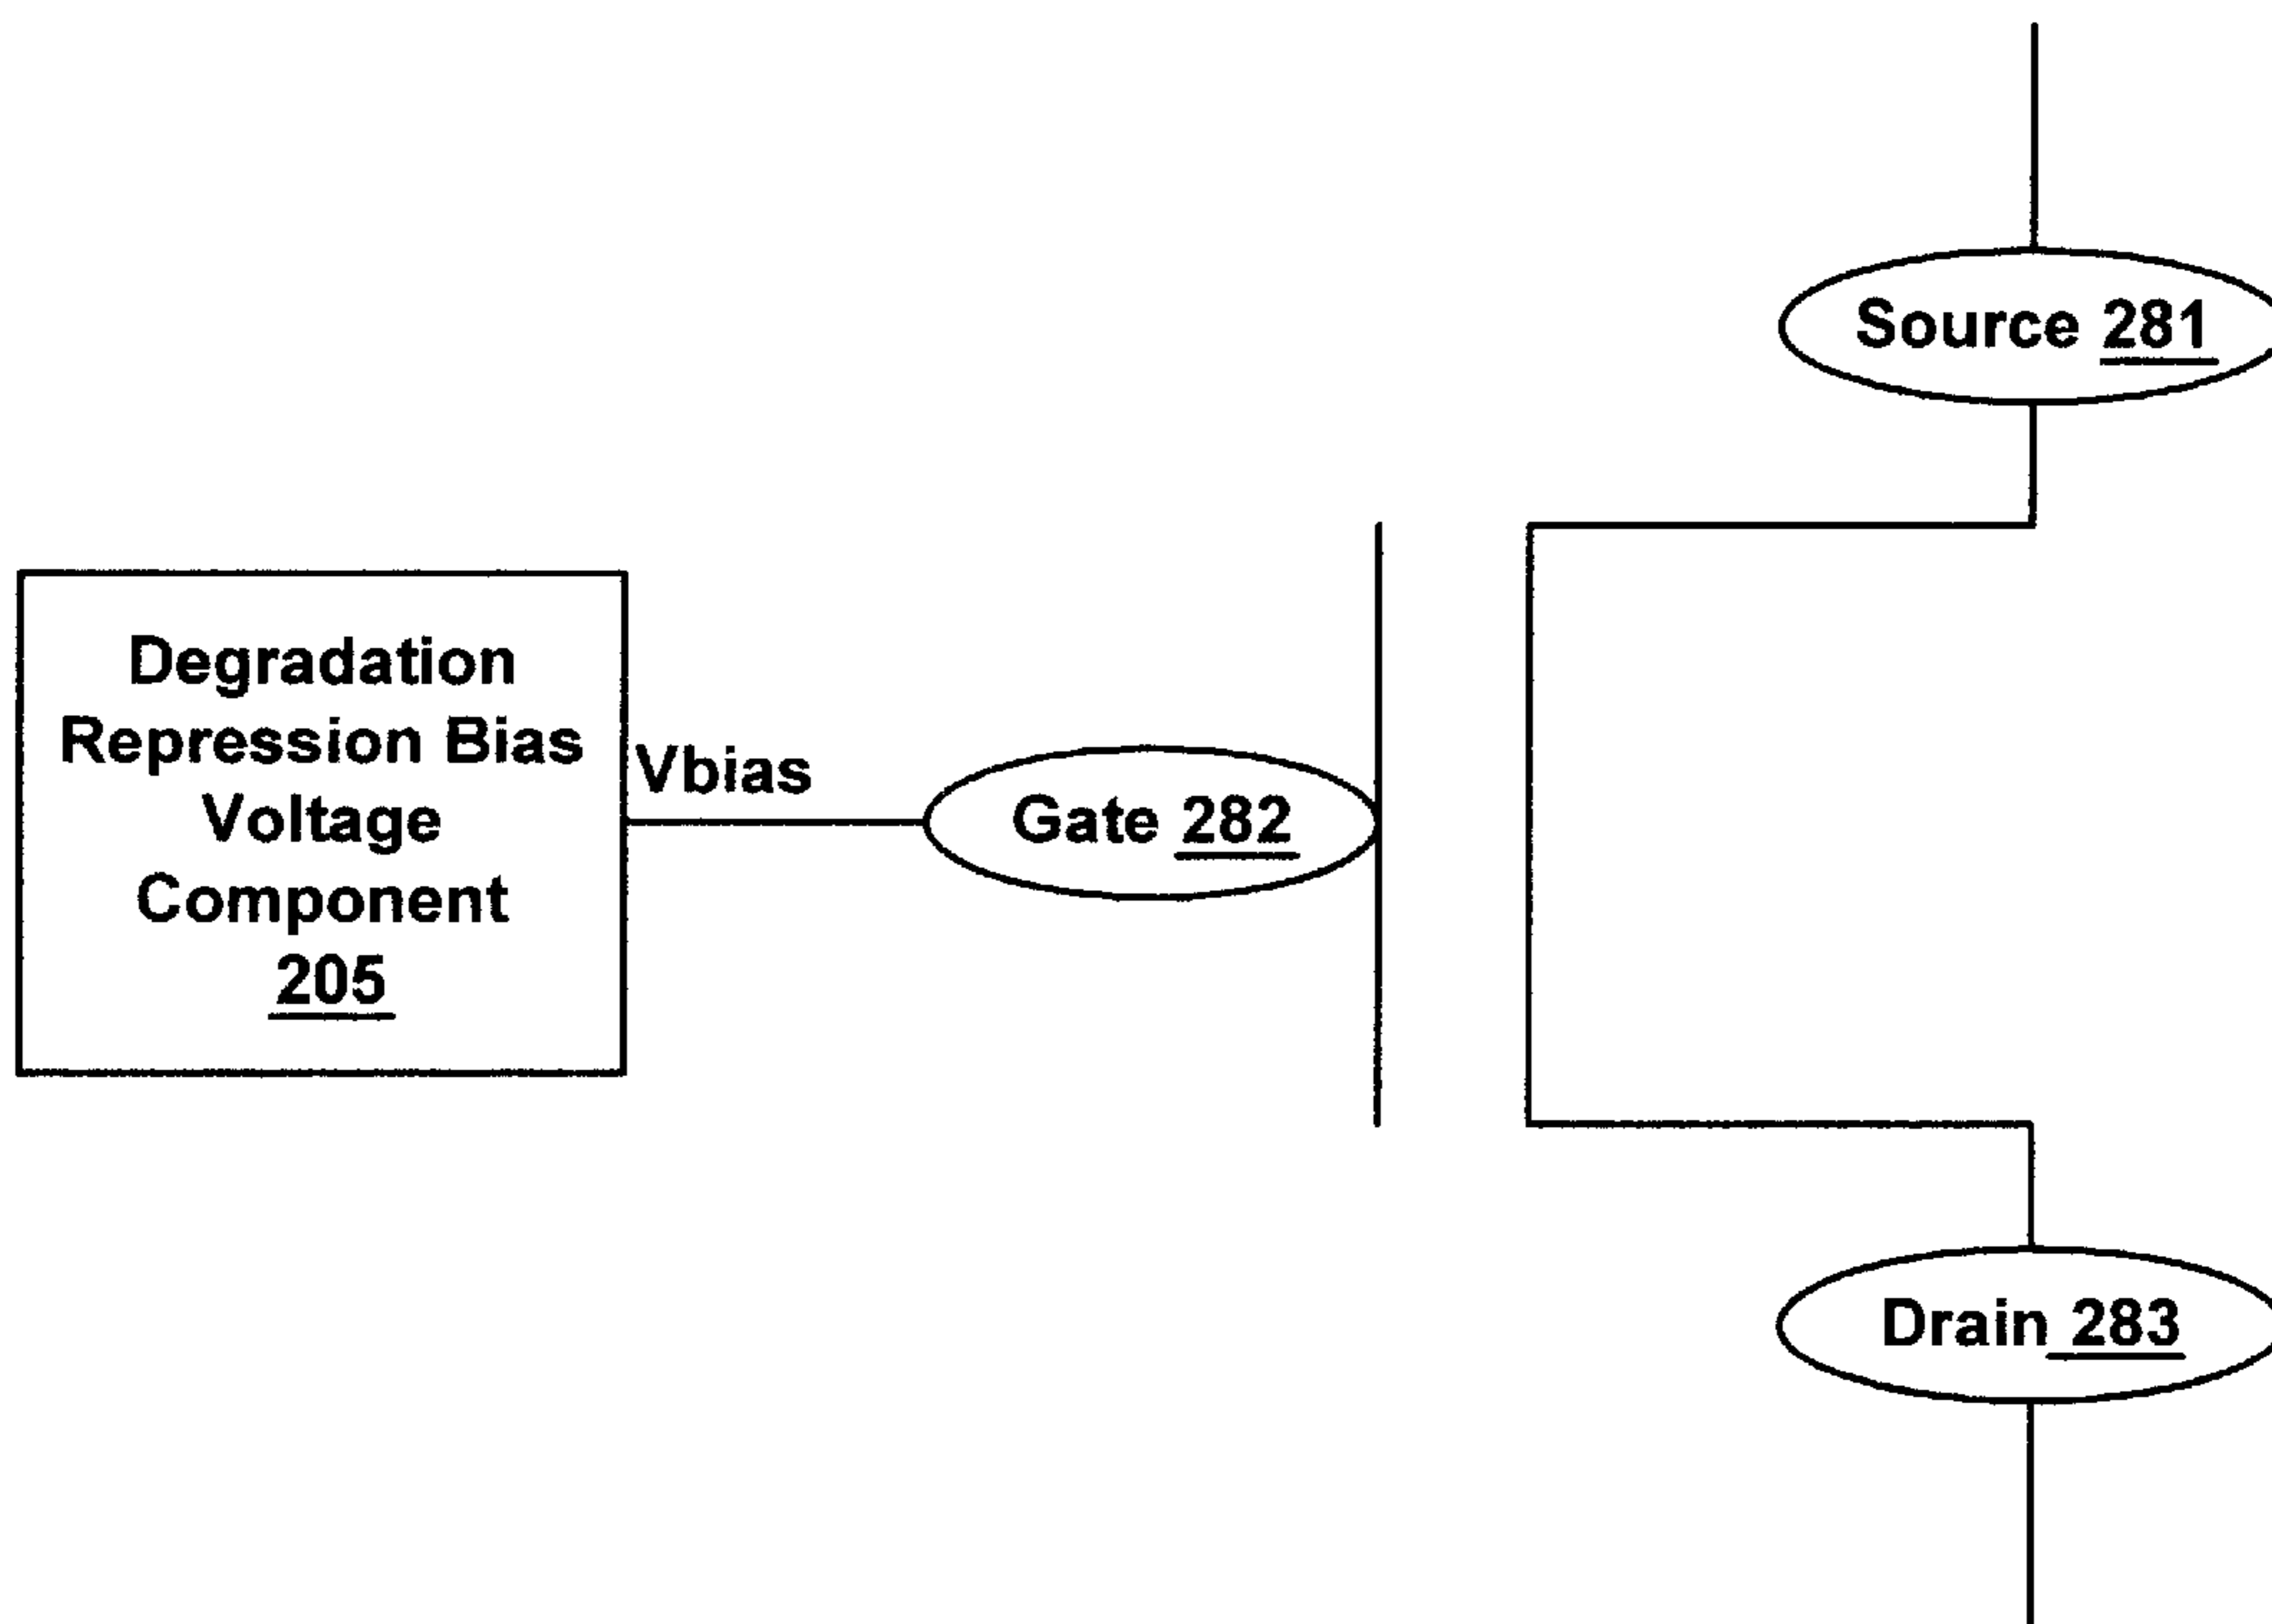 Source 281
Degradation
Repression Bias
Voltage
Component
205
Vbias
Gate 282
Drain 283